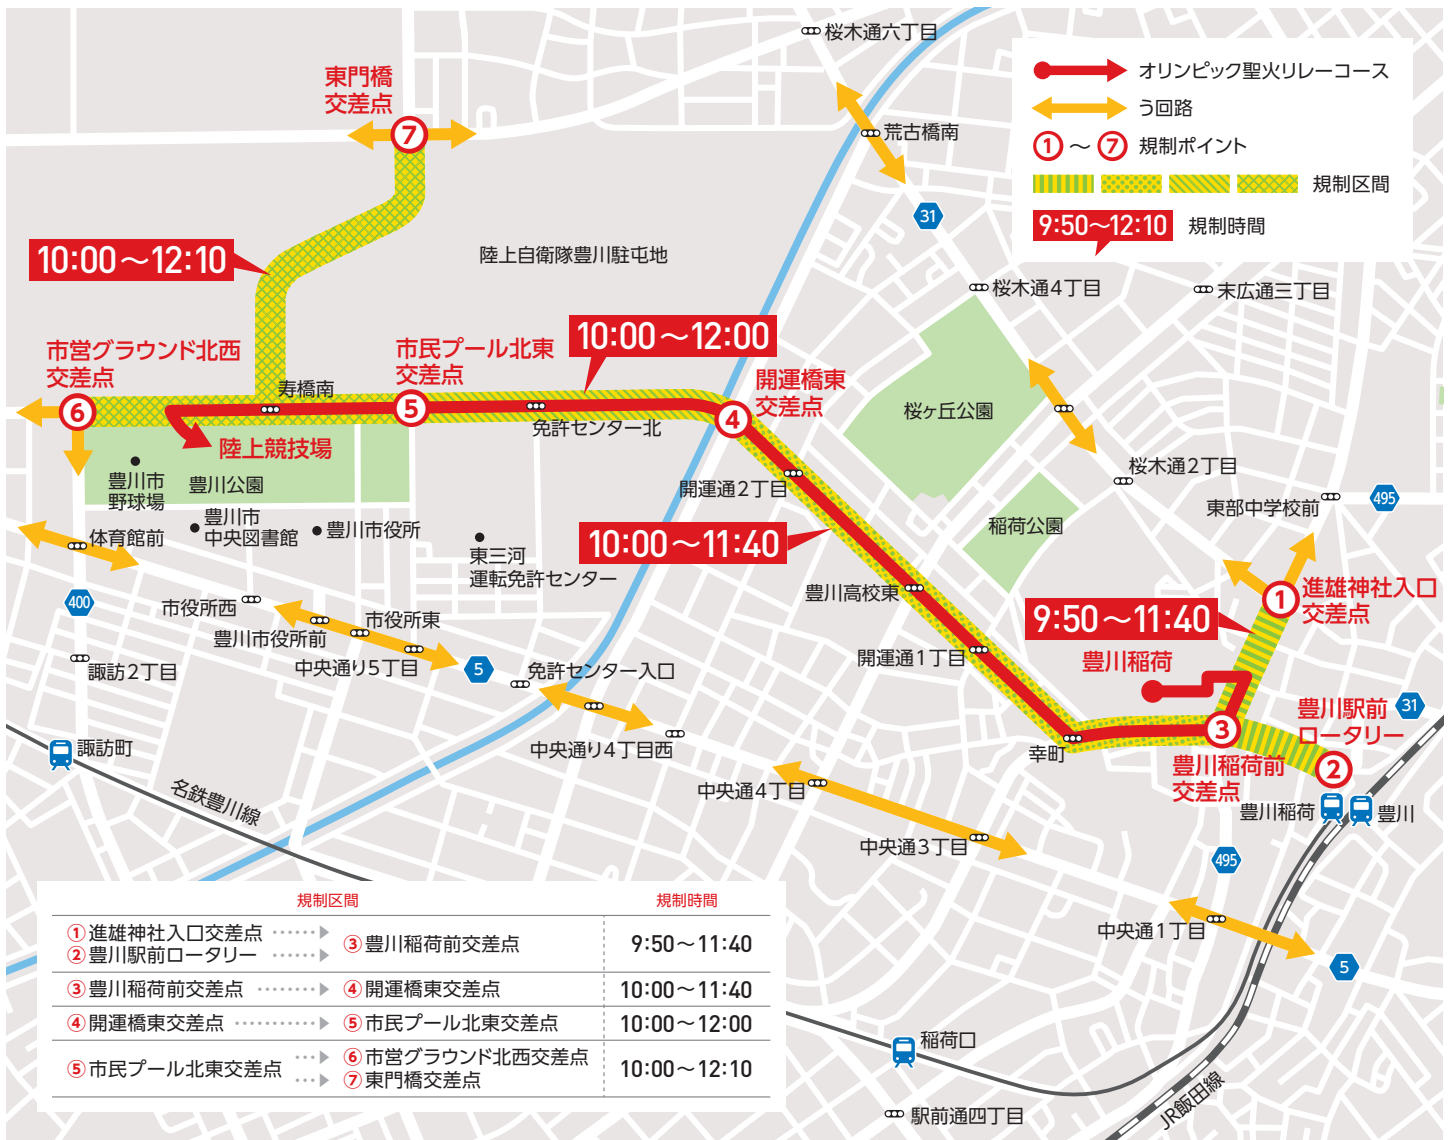 桜木通六丁目
オリンピック聖火リレーコース
う回路
①〜⑦ 規制ポイント
規制区間
9:50〜12:10 規制時間
東門橋
交差点
⑦
荒古橋南
31
10:00〜12:10
陸上自衛隊豊川駐屯地
桜木通4丁目
末広通三丁目
10:00〜12:00
市営グラウンド北西
交差点
⑥
寿橋南
市民プール北東
交差点
⑤
免許センター北
開運橋東
交差点
④
桜ヶ丘公園
陸上競技場
豊川市
野球場
豊川公園
開運通2丁目
桜木通2丁目
東部中学校前
495
豊川市
中央図書館
豊川市役所
体育館前
東三河
運転免許センター
10:00〜11:40
稲荷公園
400
市役所西
豊川市役所前
市役所東
中央通り5丁目
5
豊川高校東
開運通1丁目
9:50〜11:40
①
進雄神社入口
交差点
諏訪2丁目
免許センター入口
豊川稲荷
③
豊川稲荷前
交差点
豊川駅前
ロータリー
②
31
幸町
諏訪町
名鉄豊川線
中央通り4丁目西
中央通4丁目
中央通3丁目
豊川稲荷
豊川
495
中央通1丁目
5
稲荷口
駅前通四丁目
JR飯田線
規制区間 規制時間
①進雄神社入口交差点
②豊川駅前ロータリー
③豊川稲荷前交差点 9:50〜11:40
③豊川稲荷前交差点 ④開運橋東交差点 10:00〜11:40
④開運橋東交差点 ⑤市民プール北東交差点 10:00〜12:00
⑤市民プール北東交差点 ⑥市営グラウンド北西交差点
⑦東門橋交差点 10:00〜12:10